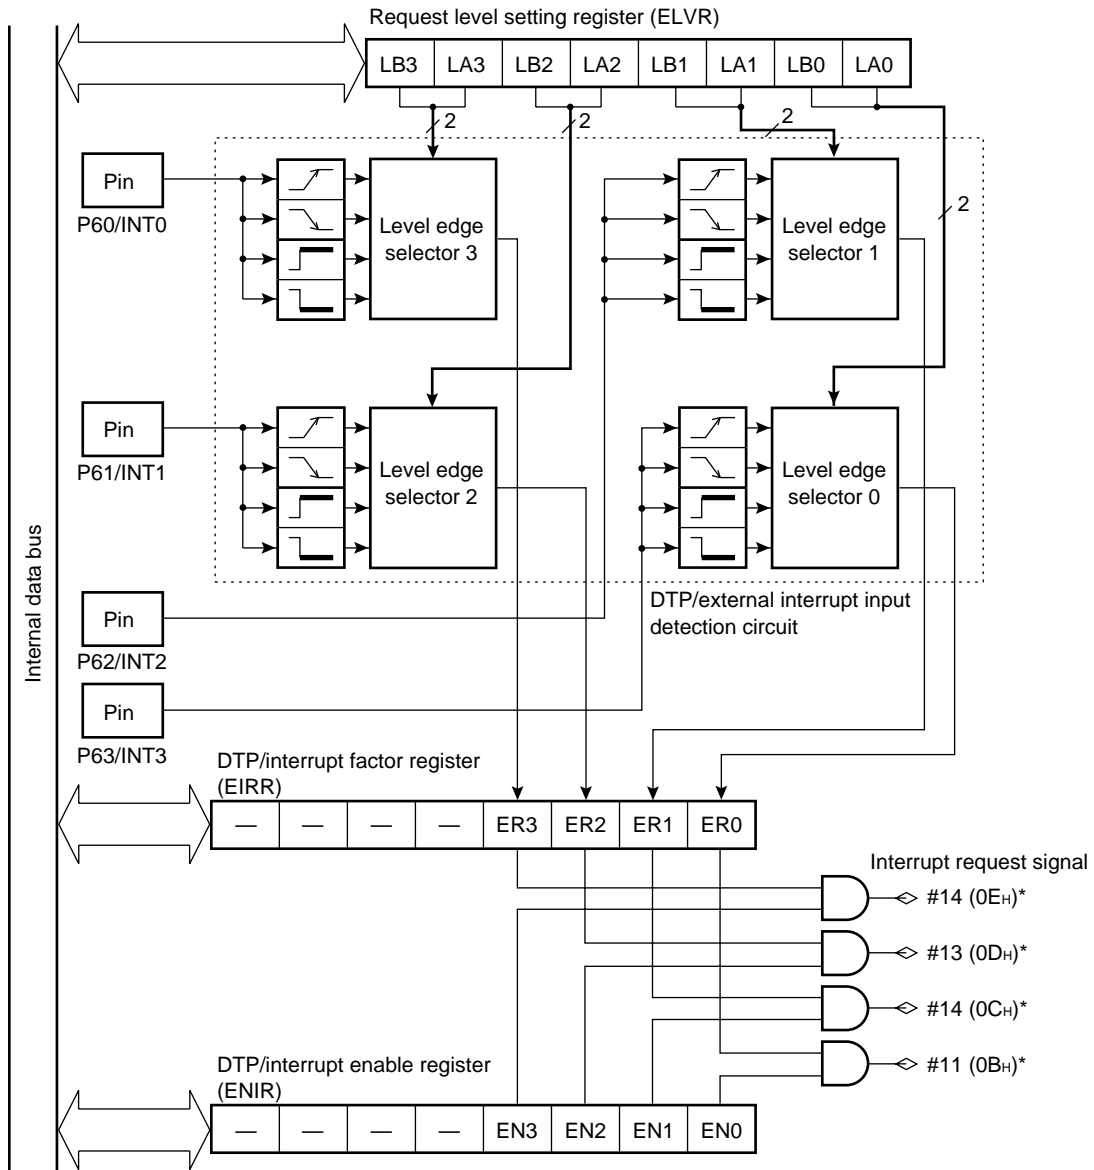 Request level setting register (ELVR)
LB3 LA3 LB2 LA2 LB1 LA1 LB0 LA0
2 2 2
Pin
P60/INT0
Level edge
selector 3
Level edge
selector 1
2
Pin
P61/INT1
Level edge
selector 2
Level edge
selector 0
Internal data bus
DTP/external interrupt input
detection circuit
Pin
P62/INT2
Pin
P63/INT3
DTP/interrupt factor register
(EIRR)
— — — — ER3 ER2 ER1 ER0
Interrupt request signal
#14 (0EH)*
#13 (0DH)*
#14 (0CH)*
#11 (0BH)*
DTP/interrupt enable register
(ENIR)
— — — — EN3 EN2 EN1 EN0